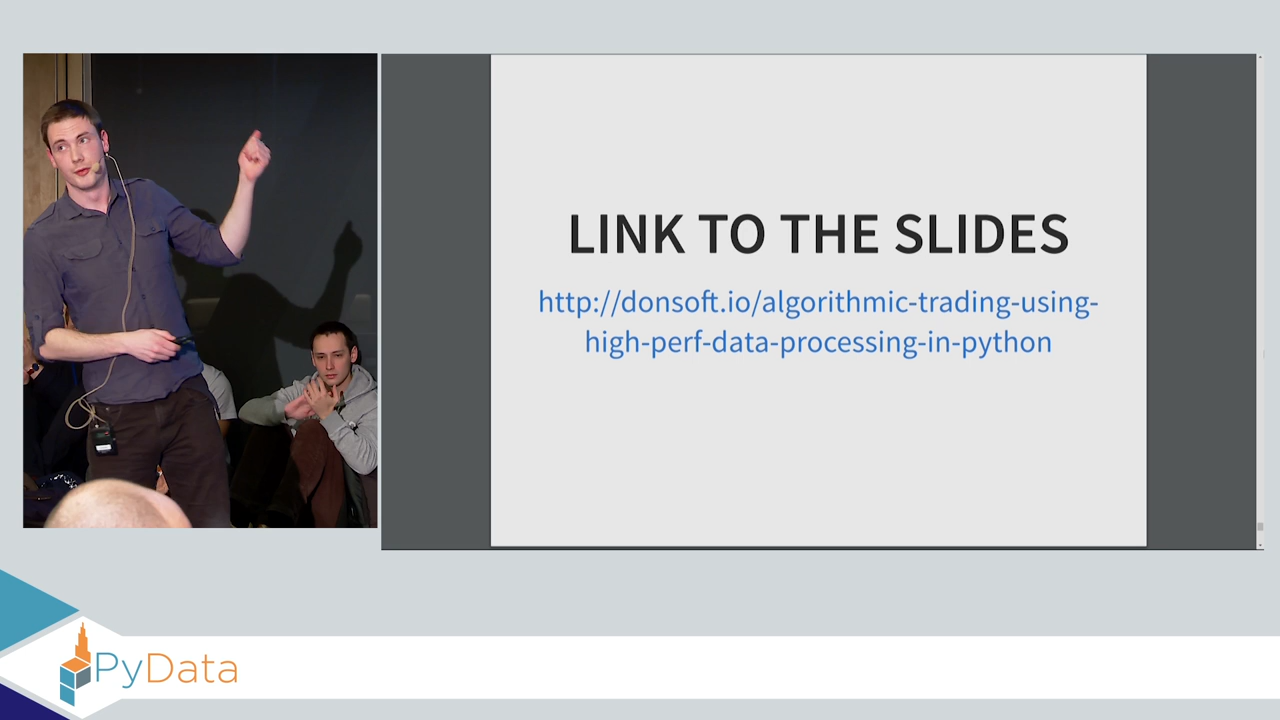 LINK TO THE SLIDES
http://donsoft.io/algorithmic-trading-using-
high-perf-data-processing-in-python
PyData